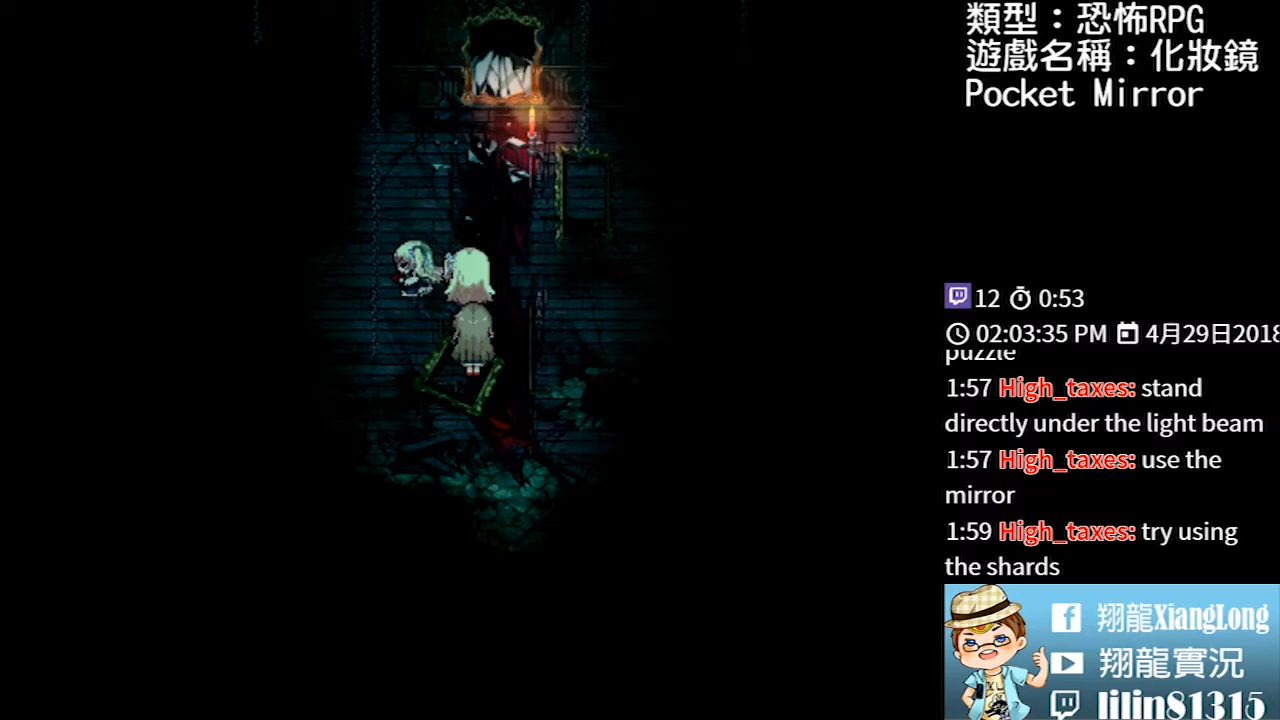 類型：恐怖RPG
遊戲名稱：化妝鏡
Pocket Mirror
12 0:53
02:03:35 PM 4月29日2018
puzzle
1:57 High_taxes: stand
directly under the light beam
1:57 High_taxes: use the
mirror
1:59 High_taxes: try using
the shards
翔龍XiangLong
翔龍實況
lilin81315